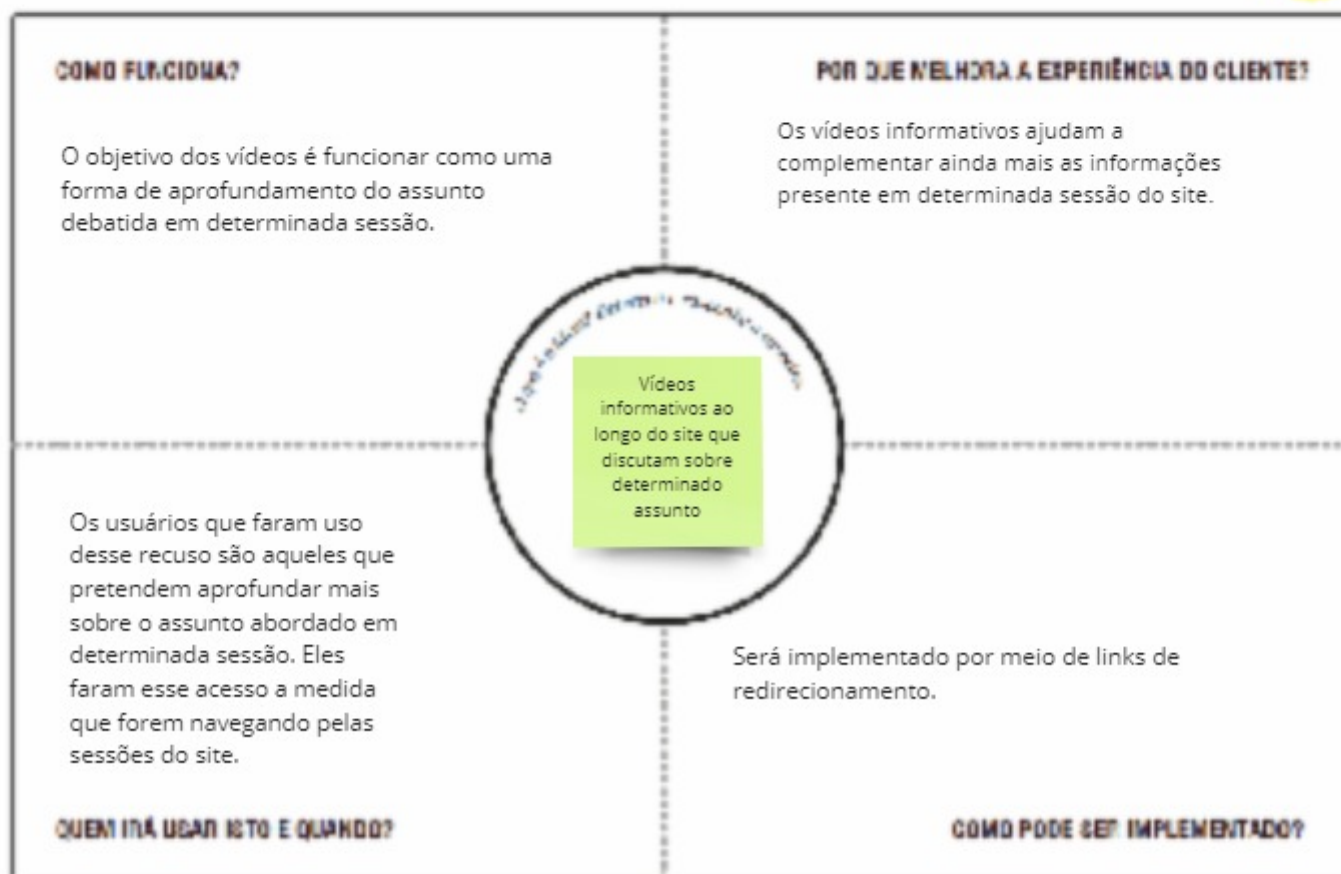 COMO FUNCIONA?
O objetivo dos vídeos é funcionar como uma
forma de aprofundamento do assunto
debatida em determinada sessão.
POR QUE MELHORA A EXPERIÊNCIA DO CLIENTE?
Os vídeos informativos ajudam a
complementar ainda mais as informações
presente em determinada sessão do site.
Vídeos
informativos ao
longo do site que
discutam sobre
determinado
assunto
Os usuários que faram uso
desse recuso são aqueles que
pretendem aprofundar mais
sobre o assunto abordado em
determinada sessão. Eles
faram esse acesso a medida
que forem navegando pelas
sessões do site.
QUEM IRÁ USAR ISTO E QUANDO?
Será implementado por meio de links de
redirecionamento.
COMO PODE SER IMPLEMENTADO?